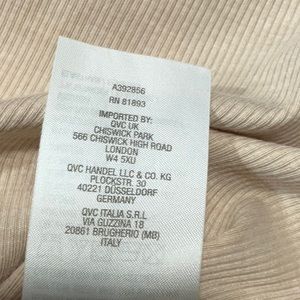 A392856
RN 81893
IMPORTED BY:
QVC UK
CHISWICK PARK
566 CHISWICK HIGH ROAD
LONDON
W4 5XU
QVC HANDEL LLC & CO. KG
PLOCKSTR. 30
40221 DÜSSELDORF
GERMANY
QVC ITALIA S.R.L
VIA GUZZINA 18
20861 BRUGHERIO (MB)
ITALY